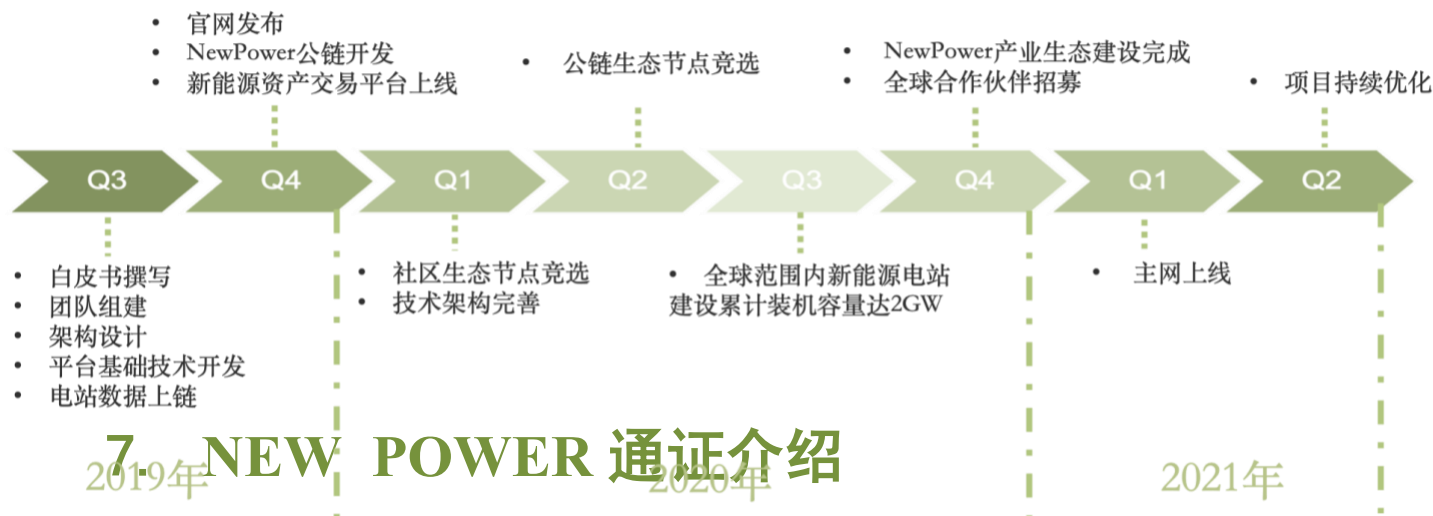 • 官网发布
• NewPower公链开发
• 新能源资产交易平台上线
• 公链生态节点竞选
• NewPower产业生态建设完成
• 全球合作伙伴招募
• 项目持续优化
Q3
Q4
Q1
Q2
Q3
Q4
Q1
Q2
• 白皮书撰写
• 团队组建
• 架构设计
• 平台基础技术开发
• 电站数据上链
• 社区生态节点竞选
• 技术架构完善
• 全球范围内新能源电站
建设累计装机容量达2GW
• 主网上线
7. NEW POWER 通证介绍
2019年
2020年
2021年